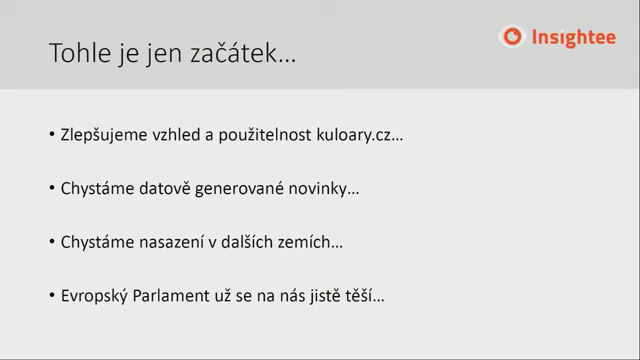 Tohle je jen začátek...
Insightee
• Zlepšujeme vzhled a použitelnost kuloary.cz...
• Chystáme datově generované novinky...
• Chystáme nasazení v dalších zemích...
• Evropský Parlament už se na nás jistě těší...